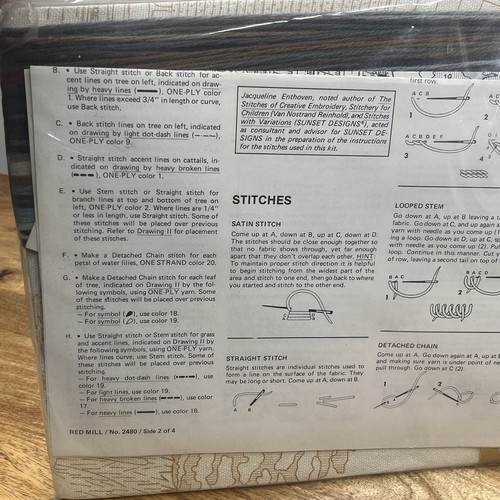 B. • Use Straight stitch or Back stitch for ac-
cent lines on tree on left, indicated on draw-
ing by heavy lines (▬▬), ONE-PLY color
1. Where lines exceed 3/4" in length or curve,
use Back stitch.
C. • Back stitch lines on tree on left, indicated
on drawing by light dot-dash lines (—·—),
ONE-PLY color 9.
D. • Straight stitch accent lines on cattails, in-
dicated on drawing by heavy broken lines
(▬ ▬ ▬), ONE-PLY color 1.
E. • Use Stem stitch or Straight stitch for
branch lines at top and bottom of tree on
left, ONE-PLY color 2. Where lines are 1/4"
or less in length, use Straight stitch. Some of
these stitches will be placed over previous
stitching. Refer to Drawing II for placement
of these stitches.
F. • Make a Detached Chain stitch for each
petal of water lilies, ONE STRAND color 20.
G. • Make a Detached Chain stitch for each leaf
of tree, indicated on Drawing II by the fol-
lowing symbols, using ONE-PLY yarn. Some
of these stitches will be placed over previous
stitching.
— For symbol ( ), use color 18.
— For symbol ( ), use color 19.
H. • Use Straight stitch or Stem stitch for grass
and accent lines, indicated on Drawing II by
the following symbols, using ONE-PLY yarn.
Where lines curve, use Stem stitch. Some of
these stitches will be placed over previous
stitching.
— For heavy dot-dash lines (▬·▬), use
color 19.
— For light lines, use color 19.
— For heavy broken lines (▬ ▬ ▬), use color
17.
— For heavy lines (▬▬), use color 18.
RED MILL / No. 2480 / Side 2 of 4
Jacqueline Enthoven, noted author of The
Stitches of Creative Embroidery, Stitchery for
Children (Van Nostrand Reinhold), and Stitches
with Variations (SUNSET DESIGNS®), acted
as consultant and advisor for SUNSET DE-
SIGNS in the preparation of the instructions
for the stitches used in this kit.
STITCHES
SATIN STITCH
Come up at A, down at B, up at C, down at D.
The stitches should be close enough together so
that no fabric shows through, yet far enough
apart that they don't overlap each other. HINT:
To maintain proper stitch direction it is helpful
to begin stitching from the widest part of the
area and stitch to one end, then go back to where
you started and stitch to the other end.
STRAIGHT STITCH
Straight stitches are individual stitches used to
form a line on the surface of the fabric. They
may be long or short. Come up at A, down at B.
A B
first row.
A C B
1
2
A C B D E F
3
4
LOOPED STEM
Go down at A, up at B leaving a t
fabric. Go down at C, and up again a
yarn with needle as you come up (1
ing a loop. Go down at D, up at C, sp
with needle as you come up (2). Pull
loop. Continue in this manner. Cut y
of row, leaving a second tail on top of
B A C
1
DETACHED CHAIN
Come up at A. Go down again at A, up at B
and making sure yarn is under point of ne
pull through. Go down at C (2).
1
2